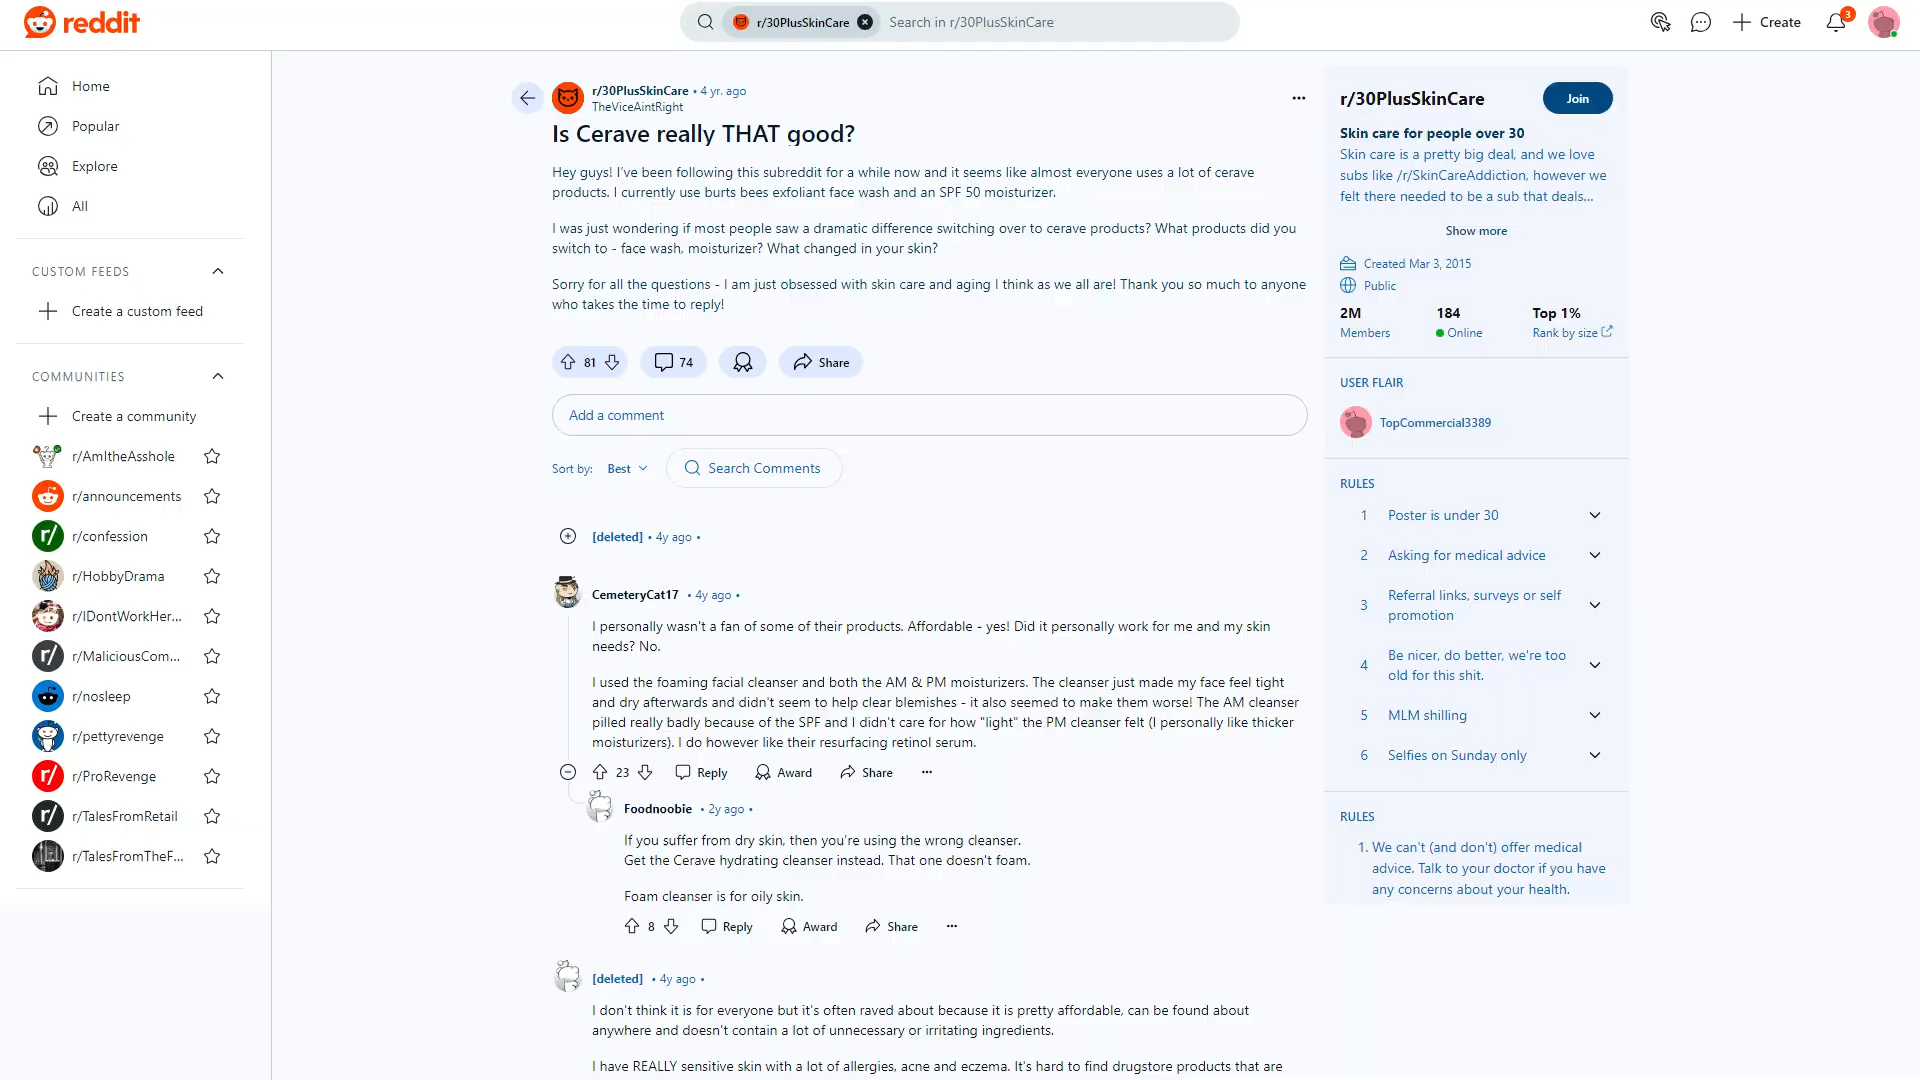 reddit
r/30PlusSkinCare
Search in r/30PlusSkinCare
Create
3
Home
Popular
Explore
All
CUSTOM FEEDS
Create a custom feed
COMMUNITIES
Create a community
r/AmItheAsshole
r/announcements
r/confession
r/HobbyDrama
r/IDontWorkHer...
r/MaliciousCom...
r/nosleep
r/pettyrevenge
r/ProRevenge
r/TalesFromRetail
r/TalesFromTheF...
r/30PlusSkinCare • 4 yr. ago
TheViceAintRight
Is Cerave really THAT good?
Hey guys! I've been following this subreddit for a while now and it seems like almost everyone uses a lot of cerave
products. I currently use burts bees exfoliant face wash and an SPF 50 moisturizer.
I was just wondering if most people saw a dramatic difference switching over to cerave products? What products did you
switch to - face wash, moisturizer? What changed in your skin?
Sorry for all the questions - I am just obsessed with skin care and aging I think as we all are! Thank you so much to anyone
who takes the time to reply!
81
74
Share
Add a comment
Sort by: Best
Search Comments
[deleted] • 4y ago •
CemeteryCat17 • 4y ago •
I personally wasn't a fan of some of their products. Affordable - yes! Did it personally work for me and my skin
needs? No.
I used the foaming facial cleanser and both the AM & PM moisturizers. The cleanser just made my face feel tight
and dry afterwards and didn't seem to help clear blemishes - it also seemed to make them worse! The AM cleanser
pilled really badly because of the SPF and I didn't care for how "light" the PM cleanser felt (I personally like thicker
moisturizers). I do however like their resurfacing retinol serum.
23 Reply Award Share
Foodnoobie • 2y ago •
If you suffer from dry skin, then you're using the wrong cleanser.
Get the Cerave hydrating cleanser instead. That one doesn't foam.
Foam cleanser is for oily skin.
8 Reply Award Share
[deleted] • 4y ago •
I don't think it is for everyone but it's often raved about because it is pretty affordable, can be found about
anywhere and doesn't contain a lot of unnecessary or irritating ingredients.
I have REALLY sensitive skin with a lot of allergies, acne and eczema. It's hard to find drugstore products that are
r/30PlusSkinCare
Join
Skin care for people over 30
Skin care is a pretty big deal, and we love
subs like /r/SkinCareAddiction, however we
felt there needed to be a sub that deals...
Show more
Created Mar 3, 2015
Public
2M 184 Top 1%
Members Online Rank by size
USER FLAIR
TopCommercial3389
RULES
1 Poster is under 30
2 Asking for medical advice
3 Referral links, surveys or self
promotion
4 Be nicer, do better, we're too
old for this shit.
5 MLM shilling
6 Selfies on Sunday only
RULES
1. We can't (and don't) offer medical
advice. Talk to your doctor if you have
any concerns about your health.